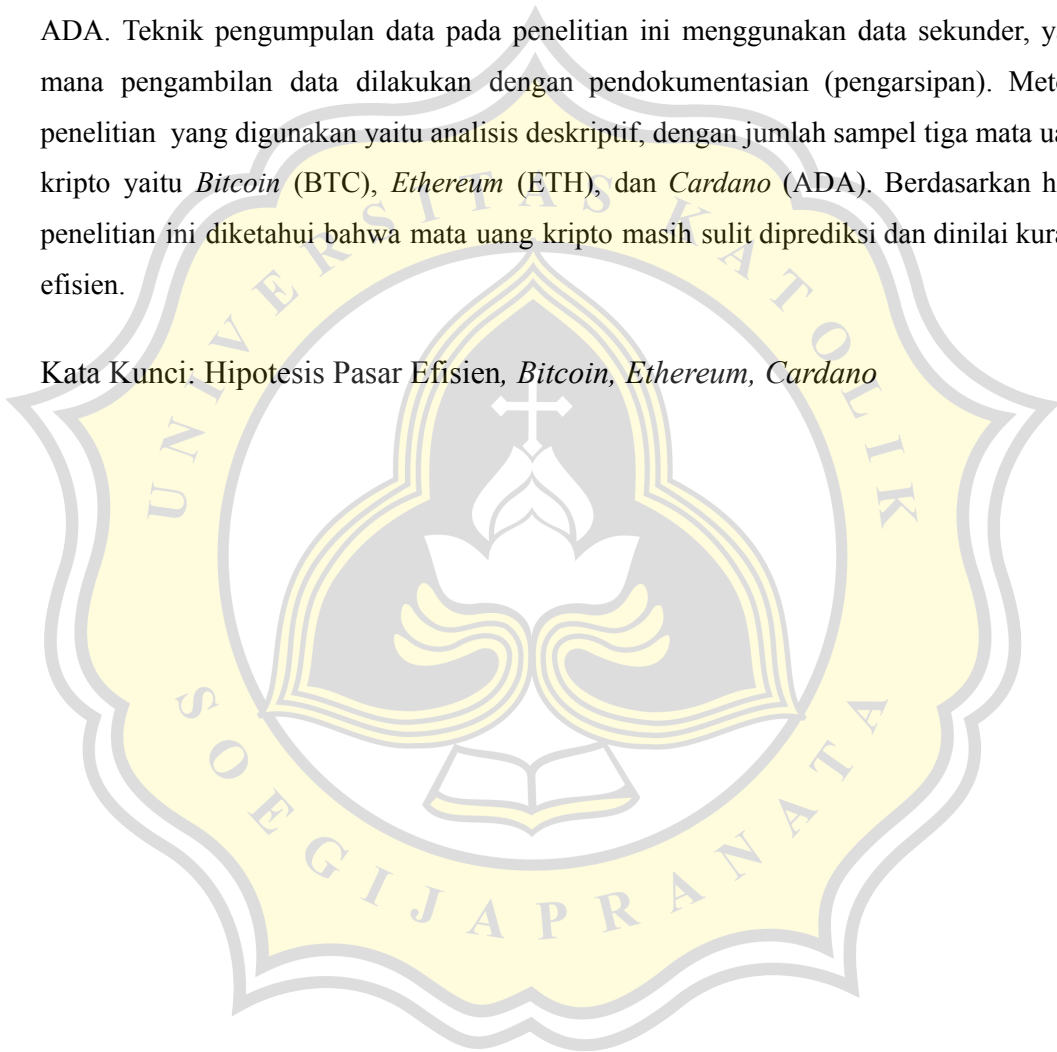 ADA. Teknik pengumpulan data pada penelitian ini menggunakan data sekunder,
mana pengambilan data dilakukan dengan pendokumentasian (pengarsipan).
penelitian yang digunakan yaitu analisis deskriptif, dengan jumlah sampel tiga mata
kripto yaitu Bitcoin (BTC), Ethereum (ETH), dan Cardano (ADA). Berdasarkan
penelitian ini diketahui bahwa mata uang kripto masih sulit diprediksi dan dinilai
efisien.
Kata Kunci: Hipotesis Pasar Efisien, Bitcoin, Ethereum, Cardano
UNIVERSITAS KATOLIK
SOEGIJAPRANATA